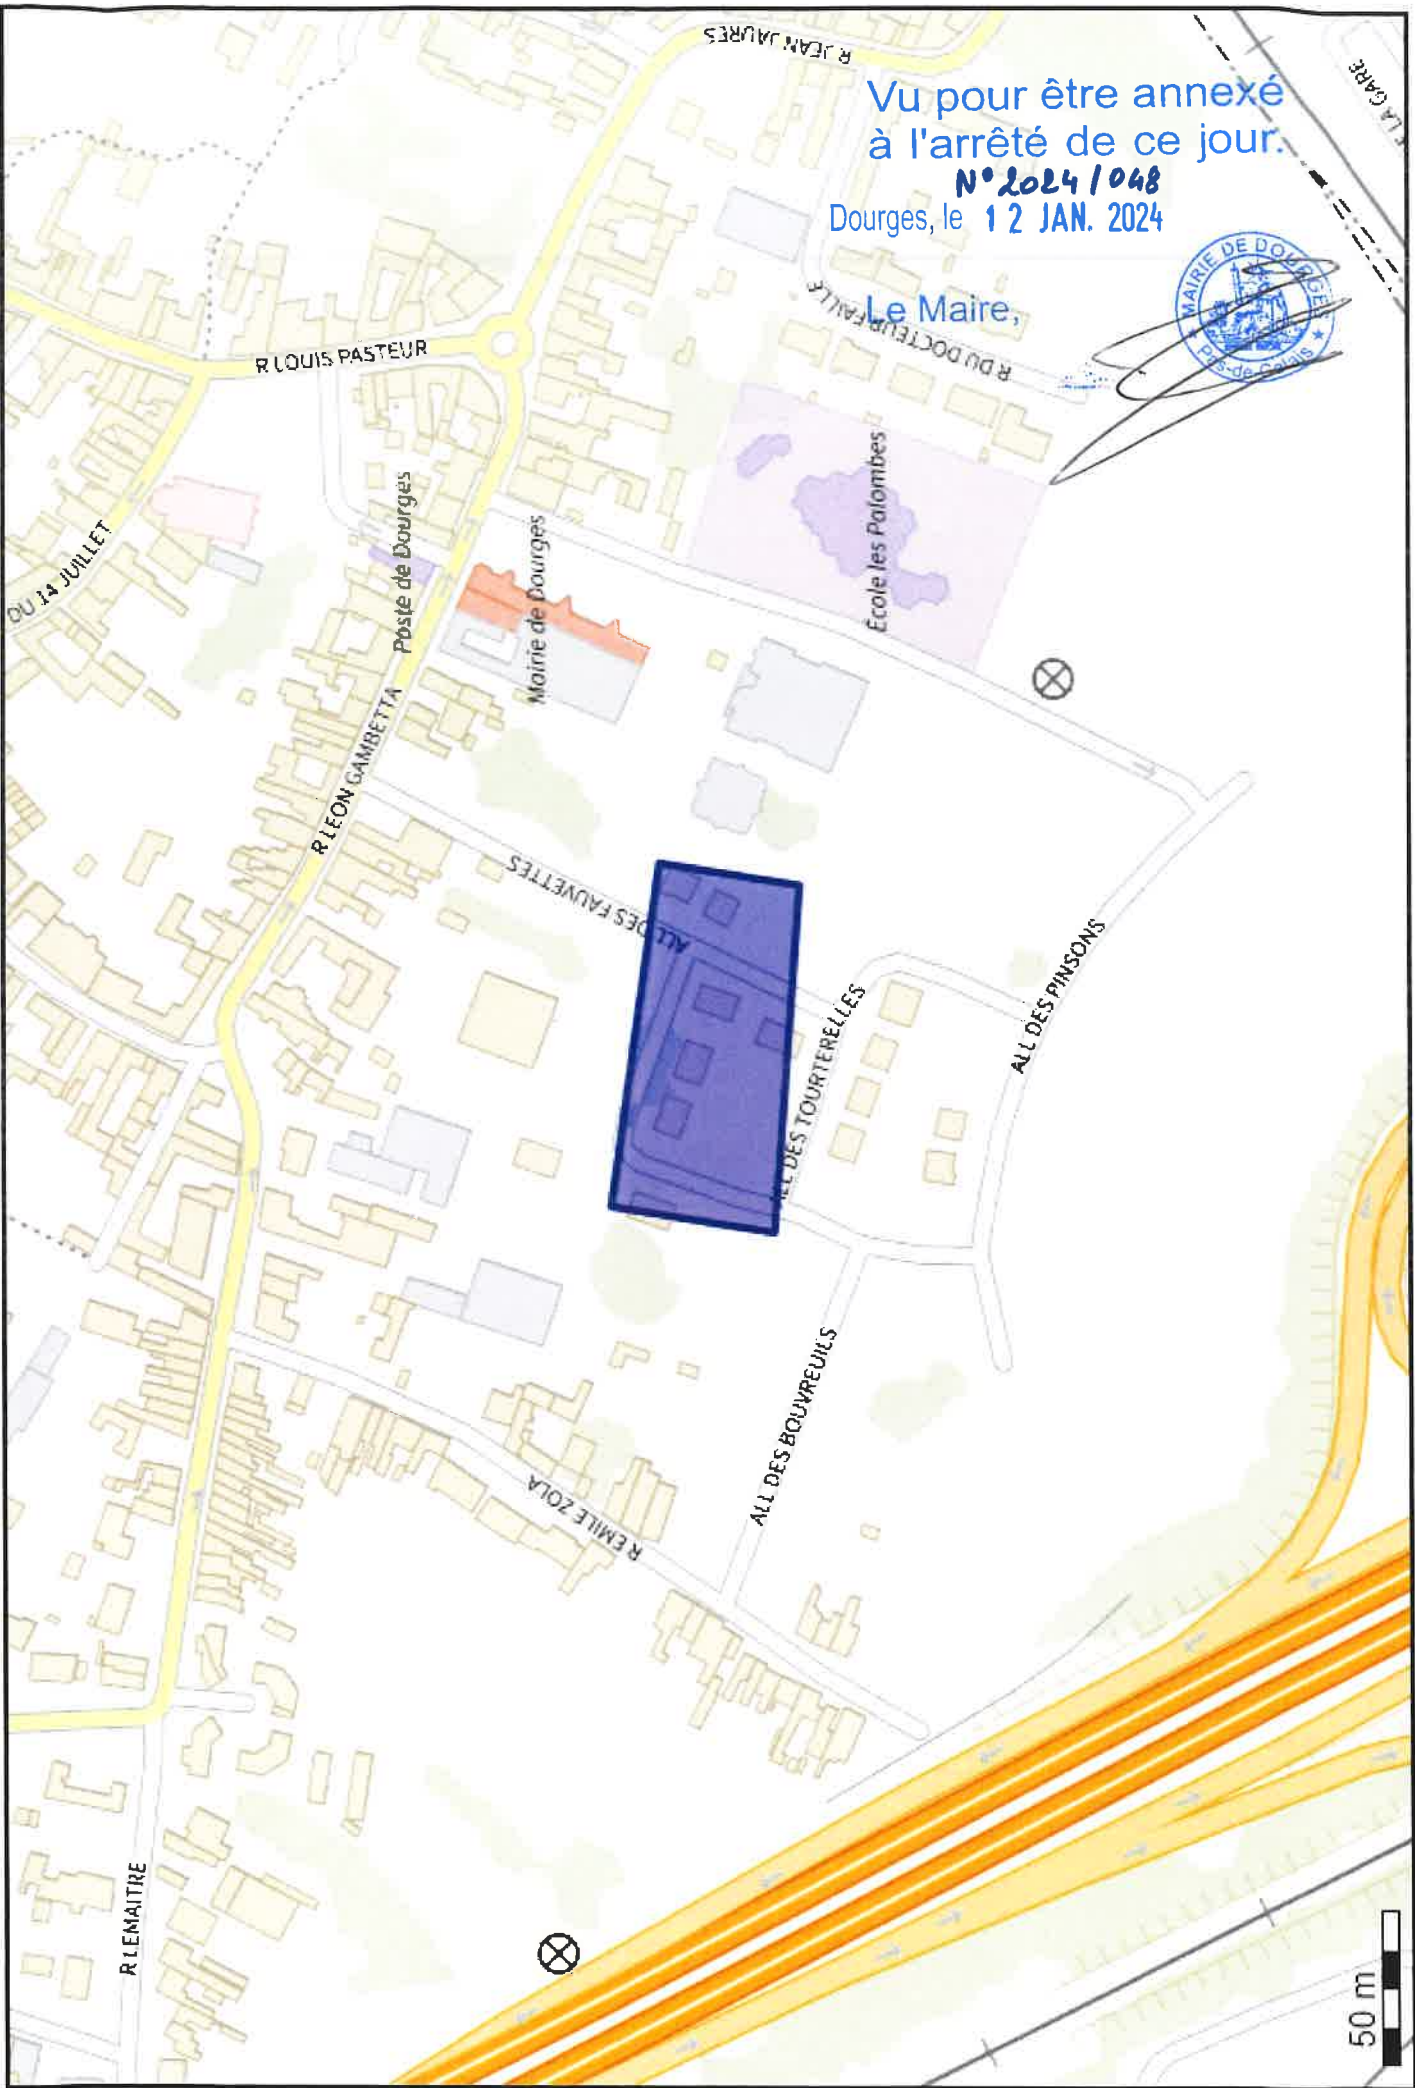 R JEAN JAURES
LA GARE
Vu pour être annexé
à l'arrêté de ce jour.
N° 2024/048
Dourges, le 12 JAN. 2024
Le Maire,
MAIRIE DE DOURGES
Pas-de-Calais
R DU DOCTEUR FAILLE
R LOUIS PASTEUR
DU 14 JUILLET
Poste de Dourges
Mairie de Dourges
Ecole les Palombes
R LEON GAMBETTA
ALL DES FAUVETTES
ALL DES TOURTERELLES
ALL DES PINSONS
ALL DES BOUVREUILS
R EMILE ZOLA
R LEMAITRE
50 m